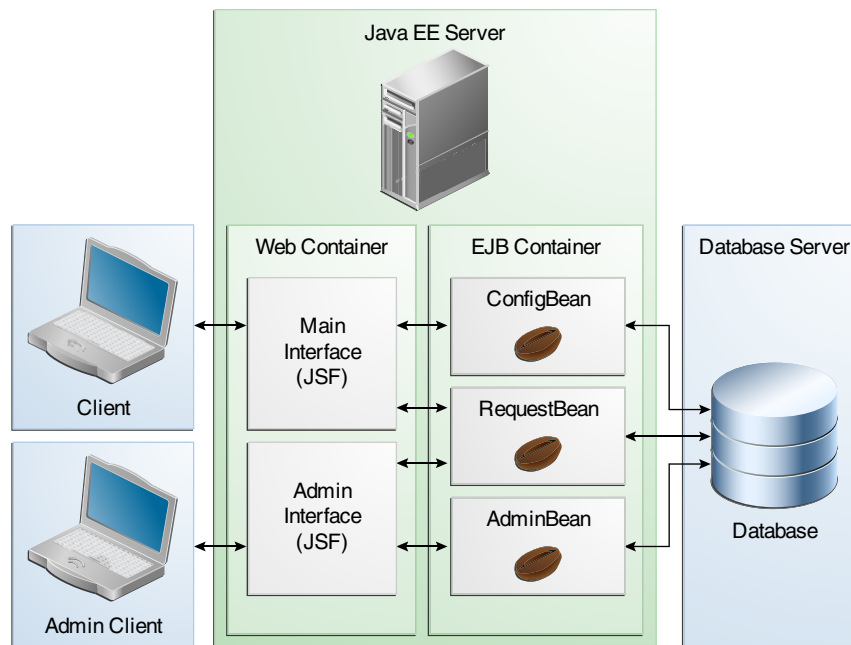 Java EE Server
Web Container
EJB Container
Database Server
Main
Interface
(JSF)
ConfigBean
RequestBean
Client
Admin
Interface
(JSF)
AdminBean
Database
Admin Client